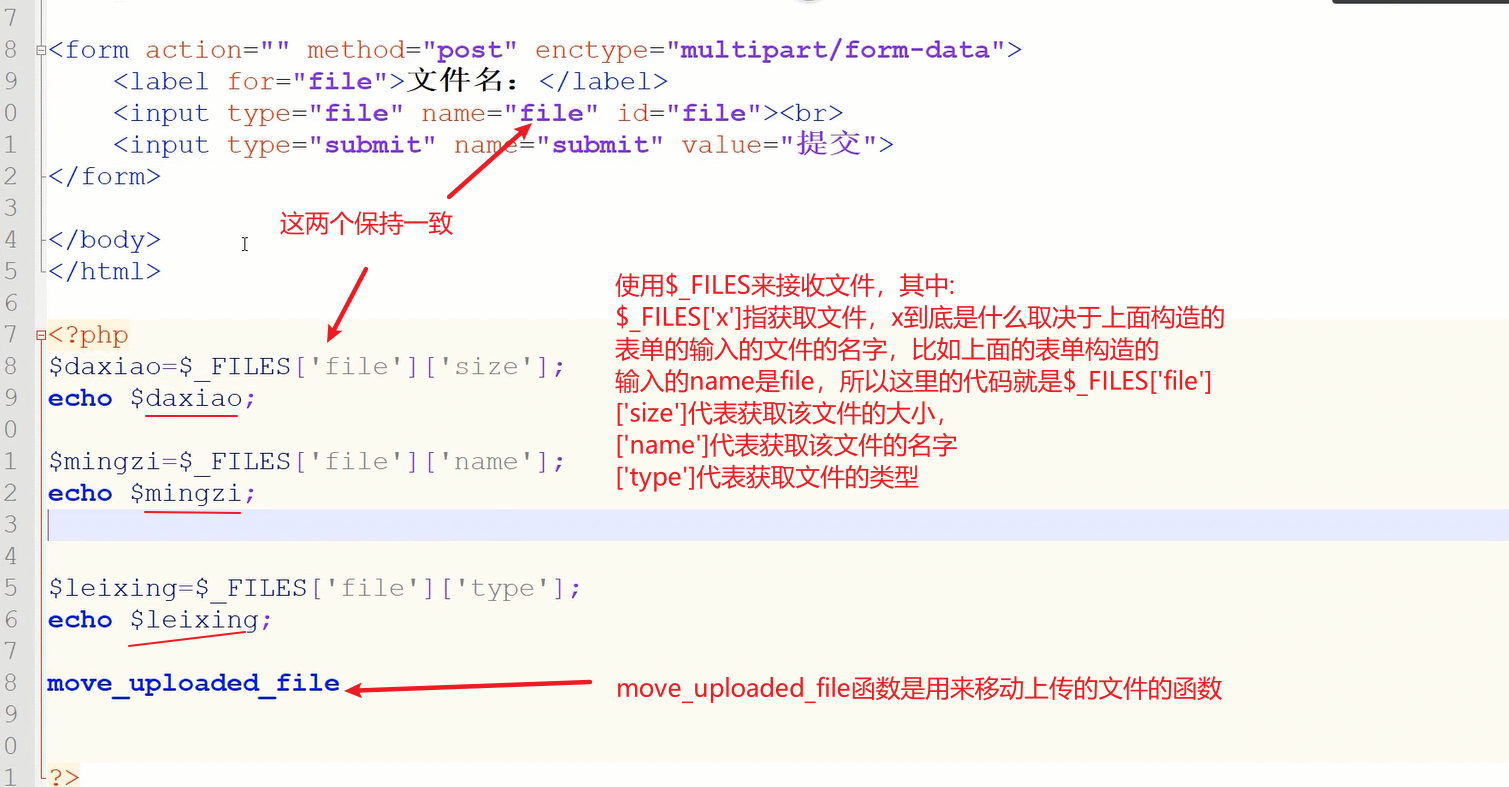 7
8 <form action="" method="post" enctype="multipart/form-data">
9 <label for="file">文件名：</label>
0 <input type="file" name="file" id="file"><br>
1 <input type="submit" name="submit" value="提交">
2 </form>
3
这两个保持一致
4 </body>
5 </html>
6
使用$_FILES来接收文件，其中:
$_FILES['x']指获取文件，x到底是什么取决于上面构造的
表单的输入的文件的名字，比如上面的表单构造的
输入的name是file，所以这里的代码就是$_FILES['file']
['size']代表获取该文件的大小，
['name']代表获取该文件的名字
['type']代表获取文件的类型
7 <?php
8 $daxiao=$_FILES['file']['size'];
9 echo $daxiao;
0
1 $mingzi=$_FILES['file']['name'];
2 echo $mingzi;
3
4
5 $leixing=$_FILES['file']['type'];
6 echo $leixing;
7
8 move_uploaded_file
move_uploaded_file函数是用来移动上传的文件的函数
9
0
1 ?>